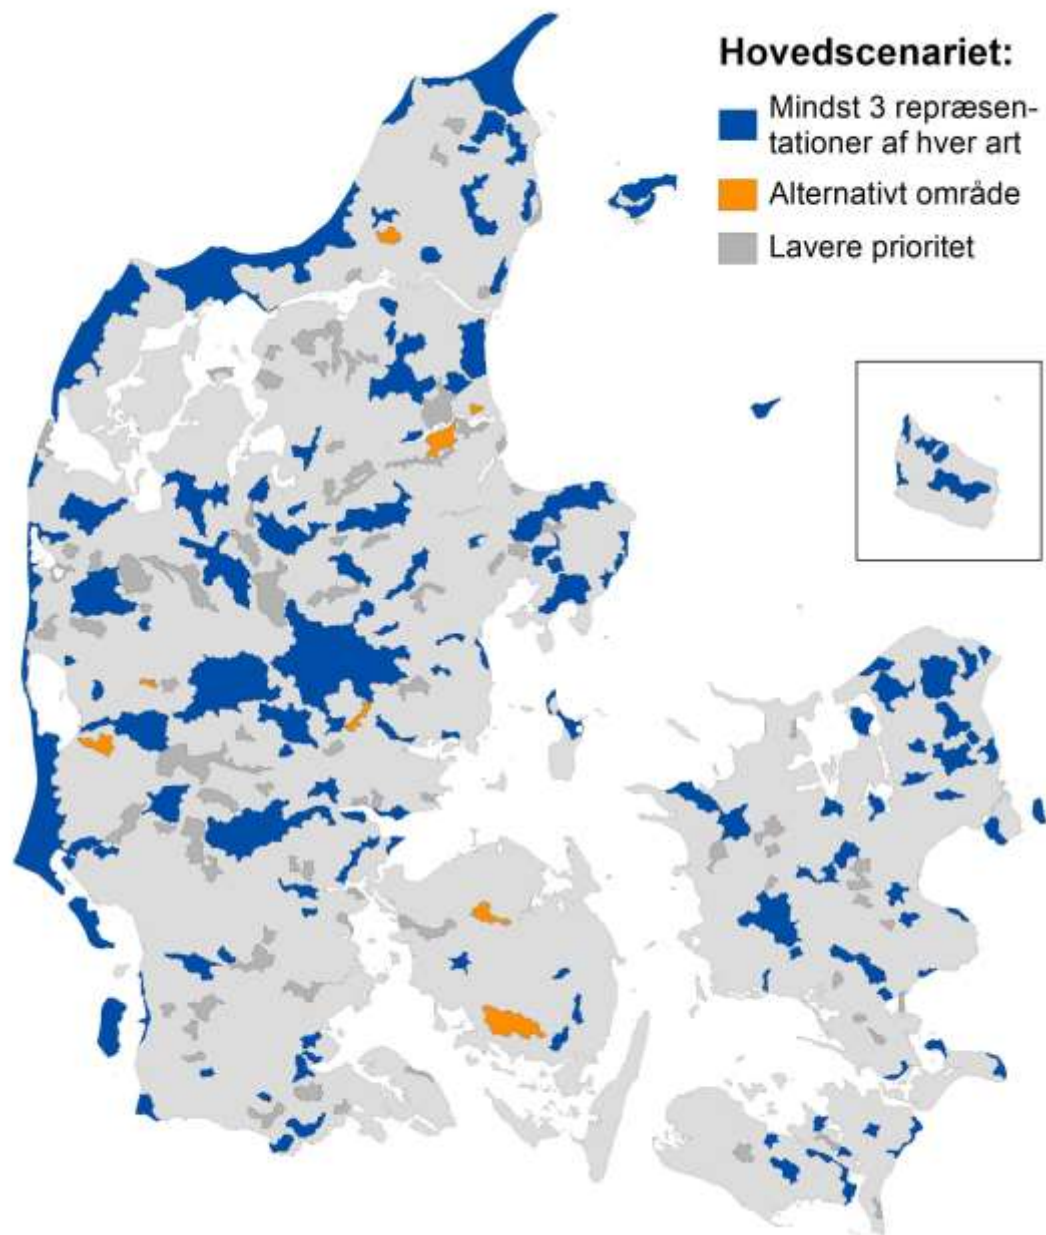 Hovedscenariet:
Mindst 3 repræsen-
tationer af hver art
Alternativt område
Lavere prioritet